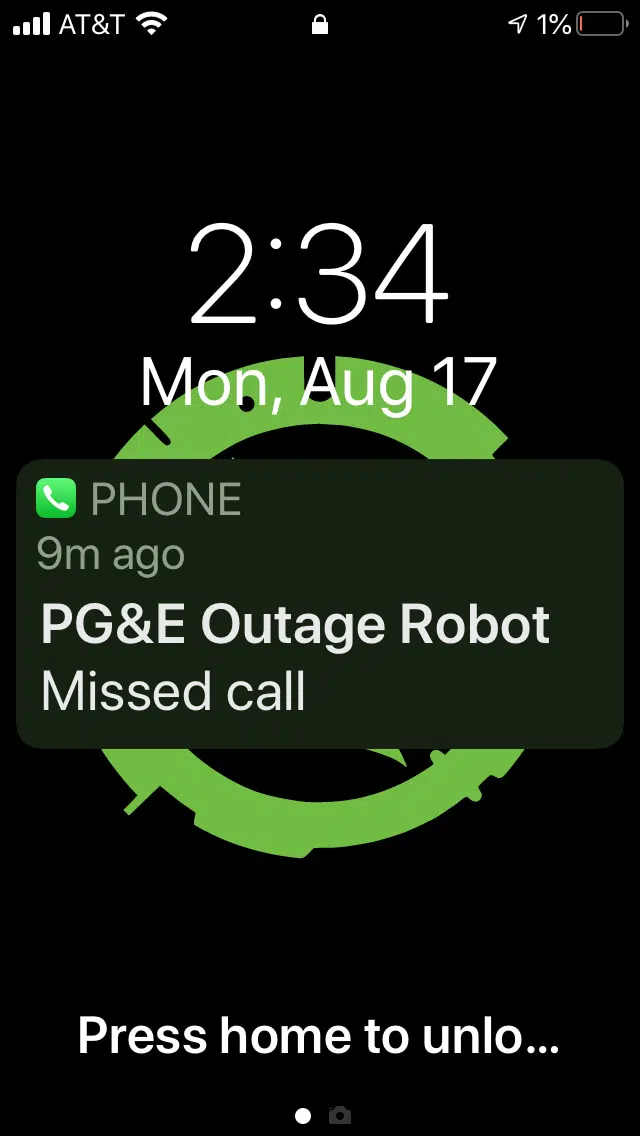 AT&T 1%
2:34
Mon, Aug 17
PHONE
9m ago
PG&E Outage Robot
Missed call
Press home to unlo...